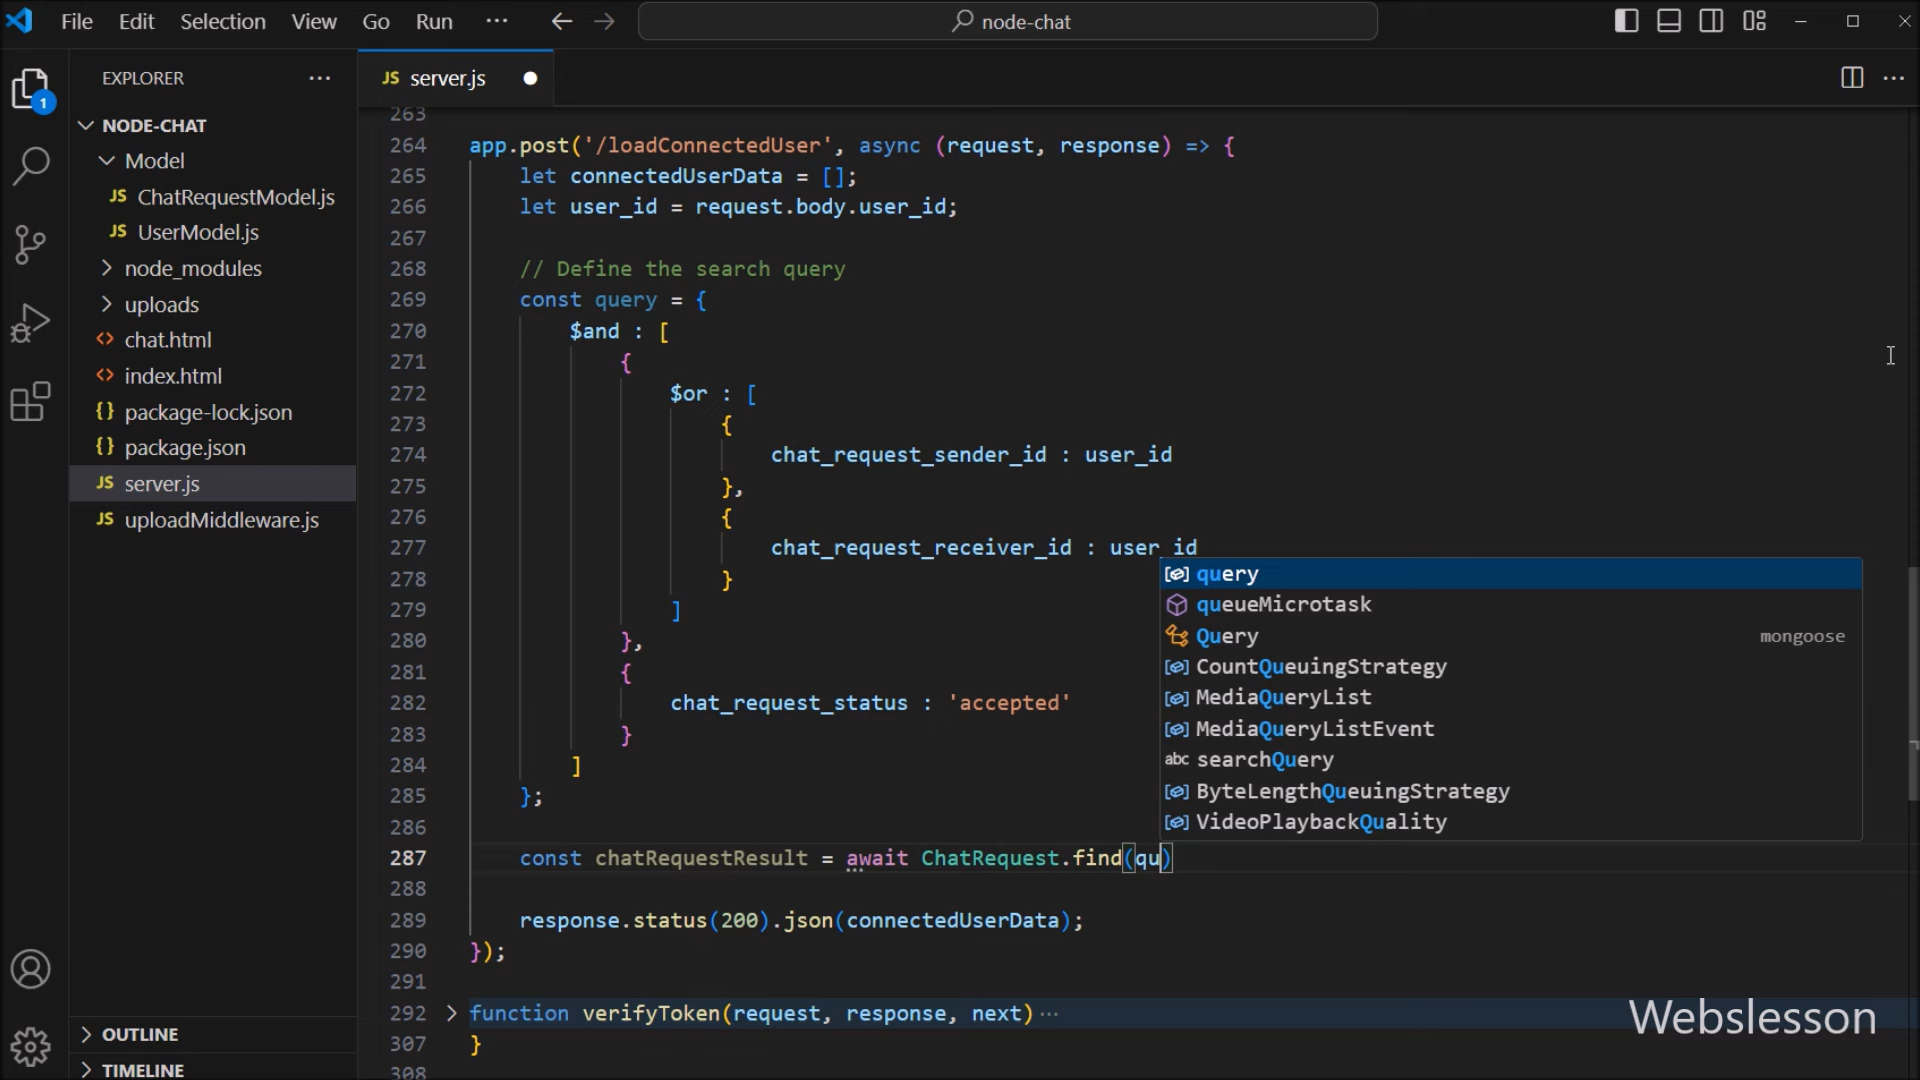 File Edit Selection View Go Run ··· node-chat
EXPLORER ···
JS server.js
NODE-CHAT
Model
JS ChatRequestModel.js
JS UserModel.js
node_modules
uploads
<> chat.html
<> index.html
{} package-lock.json
{} package.json
JS server.js
JS uploadMiddleware.js
OUTLINE
TIMELINE
1
263
264 app.post('/loadConnectedUser', async (request, response) => {
265 let connectedUserData = [];
266 let user_id = request.body.user_id;
267
268 // Define the search query
269 const query = {
270 $and : [
271 {
272 $or : [
273 {
274 chat_request_sender_id : user_id
275 },
276 {
277 chat_request_receiver_id : user_id
278 }
279 ]
280 },
281 {
282 chat_request_status : 'accepted'
283 }
284 ]
285 };
286
287 const chatRequestResult = await ChatRequest.find(qu)
288
289 response.status(200).json(connectedUserData);
290 });
291
292 function verifyToken(request, response, next) ···
307 }
308
query
queueMicrotask
Query mongoose
CountQueuingStrategy
MediaQueryList
MediaQueryListEvent
abc searchQuery
ByteLengthQueuingStrategy
VideoPlaybackQuality
Webslesson